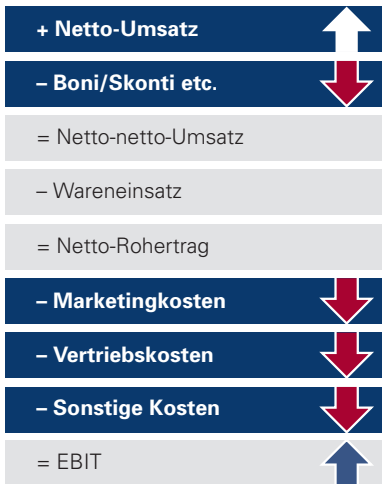 + Netto-Umsatz
– Boni/Skonti etc.
= Netto-netto-Umsatz
– Wareneinsatz
= Netto-Rohertrag
– Marketingkosten
– Vertriebskosten
– Sonstige Kosten
= EBIT